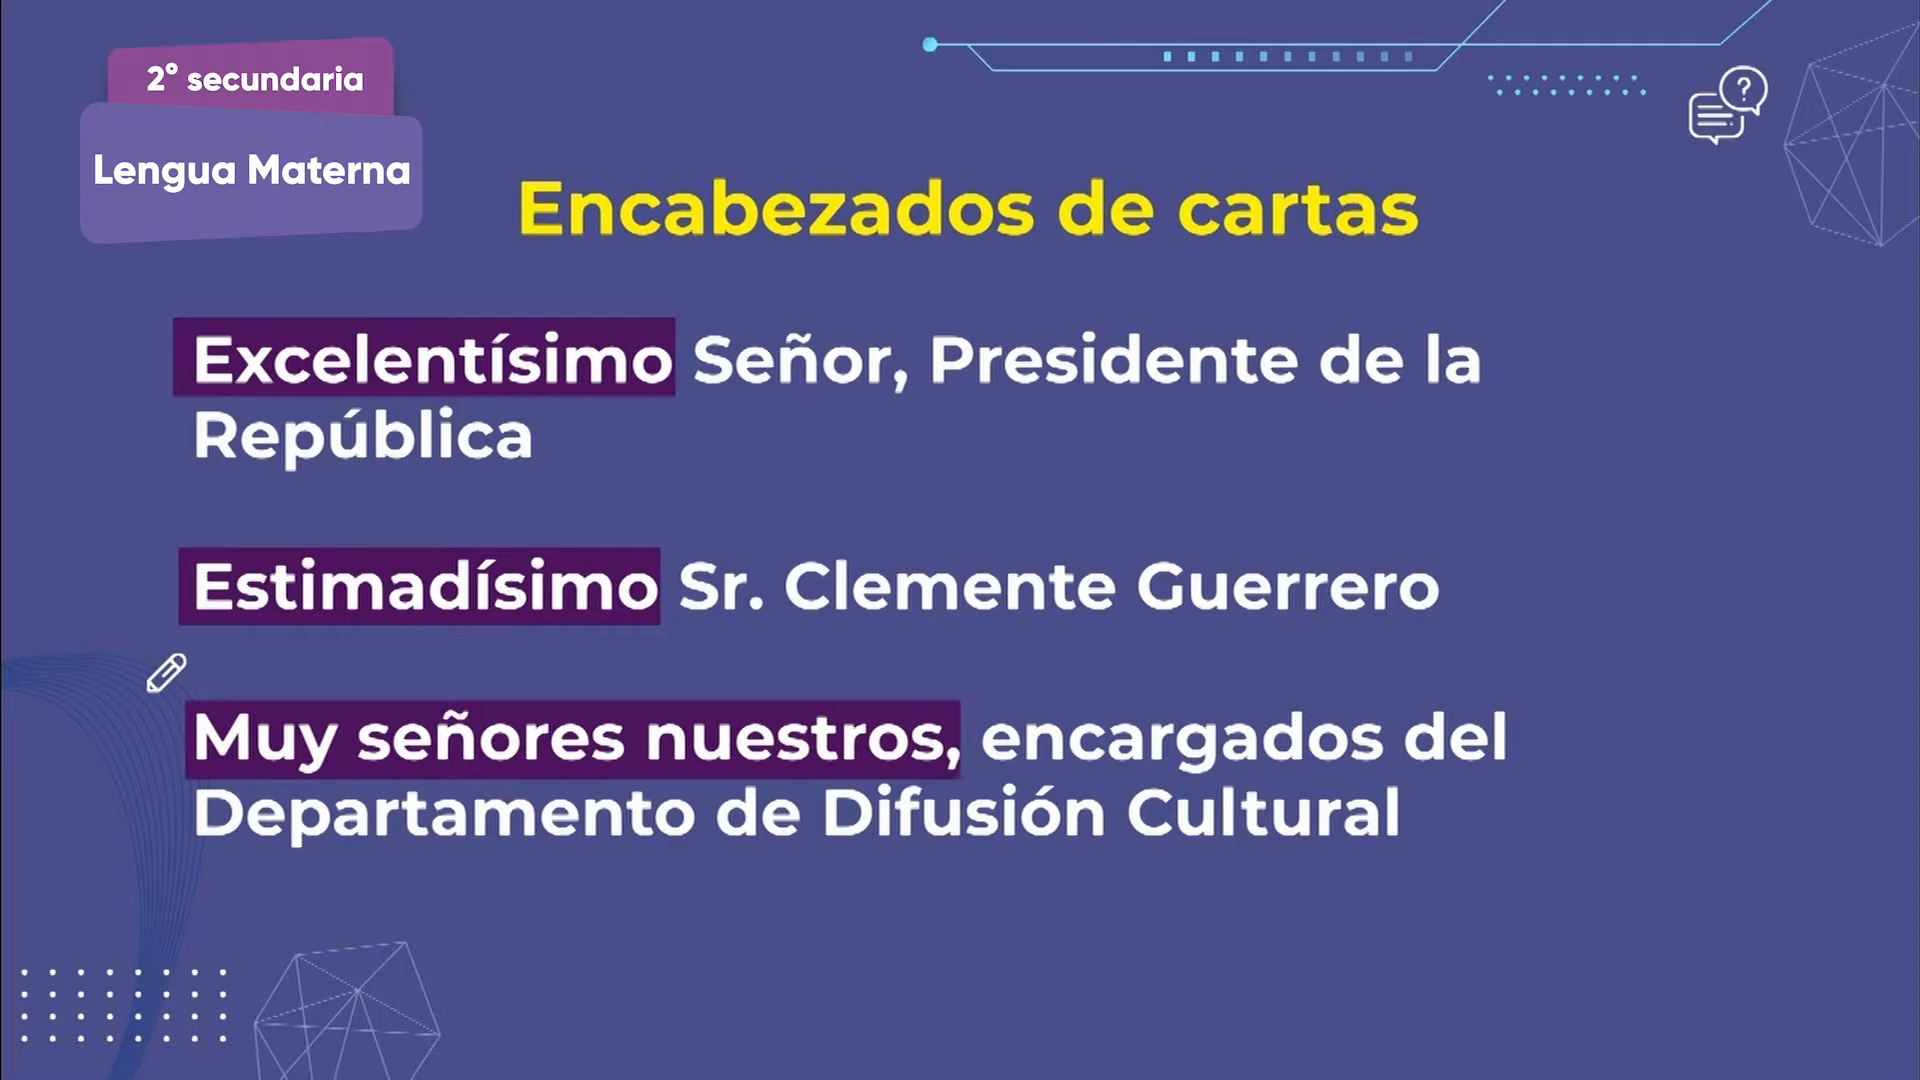 2° secundaria
Lengua Materna
Encabezados de cartas
Excelentísimo Señor, Presidente de la
República
Estimadísimo Sr. Clemente Guerrero
Muy señores nuestros, encargados del
Departamento de Difusión Cultural